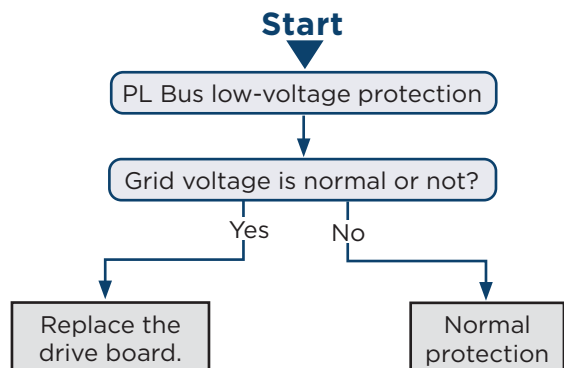 Start
PL Bus low-voltage protection
Grid voltage is normal or not?
Yes
No
Replace the
drive board.
Normal
protection